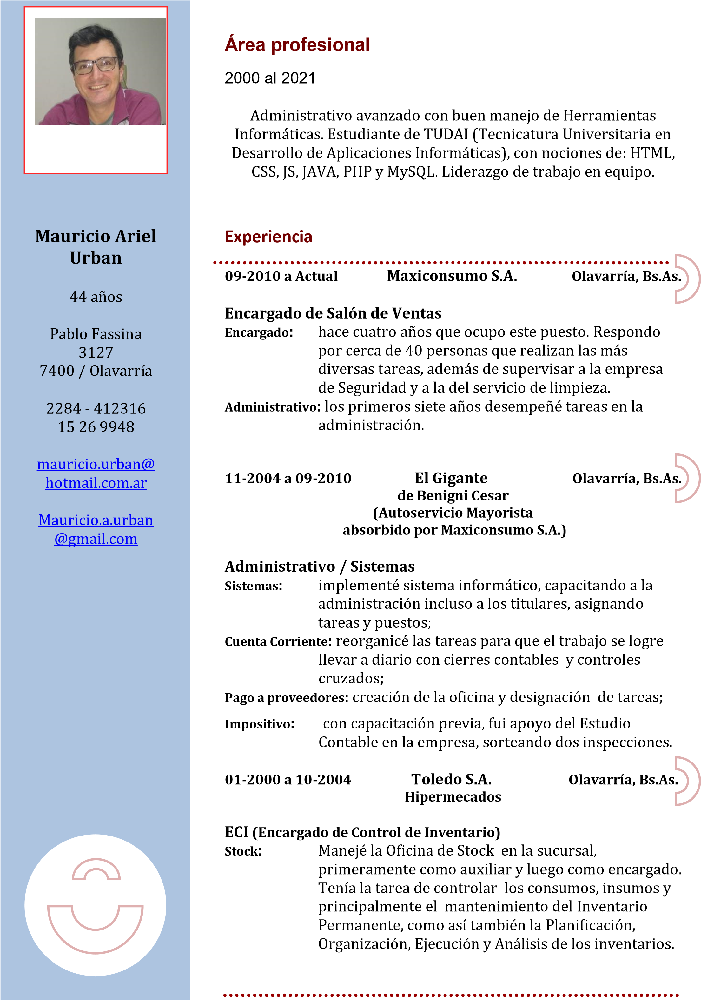 Mauricio Ariel
Urban
44 años
Pablo Fassina
3127
7400 / Olavarría
2284 - 412316
15 26 9948
mauricio.urban@
hotmail.com.ar
Mauricio.a.urban
@gmail.com
Área profesional
2000 al 2021
Administrativo avanzado con buen manejo de Herramientas
Informáticas. Estudiante de TUDAI (Tecnicatura Universitaria en
Desarrollo de Aplicaciones Informáticas), con nociones de: HTML,
CSS, JS, JAVA, PHP y MySQL. Liderazgo de trabajo en equipo.
Experiencia
09-2010 a Actual Maxiconsumo S.A. Olavarría, Bs.As.
Encargado de Salón de Ventas
Encargado: hace cuatro años que ocupo este puesto. Respondo
por cerca de 40 personas que realizan las más
diversas tareas, además de supervisar a la empresa
de Seguridad y a la del servicio de limpieza.
Administrativo: los primeros siete años desempeñé tareas en la
administración.
11-2004 a 09-2010 El Gigante Olavarría, Bs.As.
de Benigni Cesar
(Autoservicio Mayorista
absorbido por Maxiconsumo S.A.)
Administrativo / Sistemas
Sistemas: implementé sistema informático, capacitando a la
administración incluso a los titulares, asignando
tareas y puestos;
Cuenta Corriente: reorganicé las tareas para que el trabajo se logre
llevar a diario con cierres contables y controles
cruzados;
Pago a proveedores: creación de la oficina y designación de tareas;
Impositivo: con capacitación previa, fui apoyo del Estudio
Contable en la empresa, sorteando dos inspecciones.
01-2000 a 10-2004 Toledo S.A. Olavarría, Bs.As.
Hipermecados
ECI (Encargado de Control de Inventario)
Stock: Manejé la Oficina de Stock en la sucursal,
primeramente como auxiliar y luego como encargado.
Tenía la tarea de controlar los consumos, insumos y
principalmente el mantenimiento del Inventario
Permanente, como así también la Planificación,
Organización, Ejecución y Análisis de los inventarios.